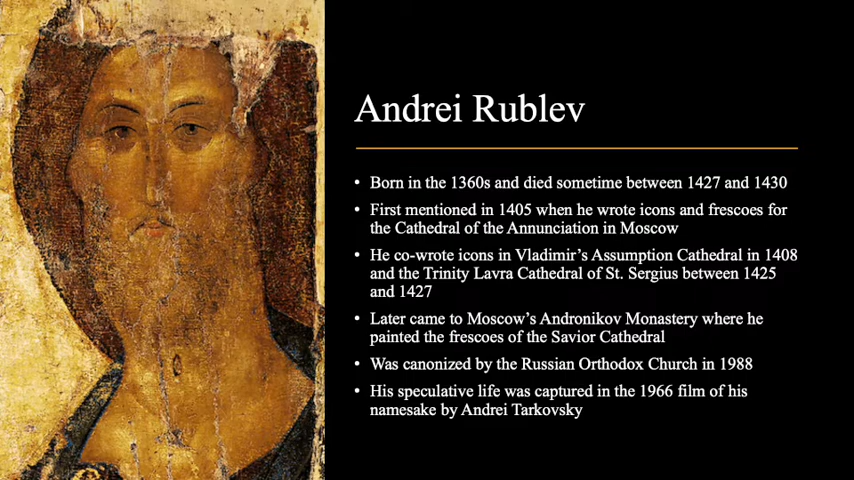 Andrei Rublev
• Born in the 1360s and died sometime between 1427 and 1430
• First mentioned in 1405 when he wrote icons and frescoes for
the Cathedral of the Annunciation in Moscow
• He co-wrote icons in Vladimir’s Assumption Cathedral in 1408
and the Trinity Lavra Cathedral of St. Sergius between 1425
and 1427
• Later came to Moscow’s Andronikov Monastery where he
painted the frescoes of the Savior Cathedral
• Was canonized by the Russian Orthodox Church in 1988
• His speculative life was captured in the 1966 film of his
namesake by Andrei Tarkovsky